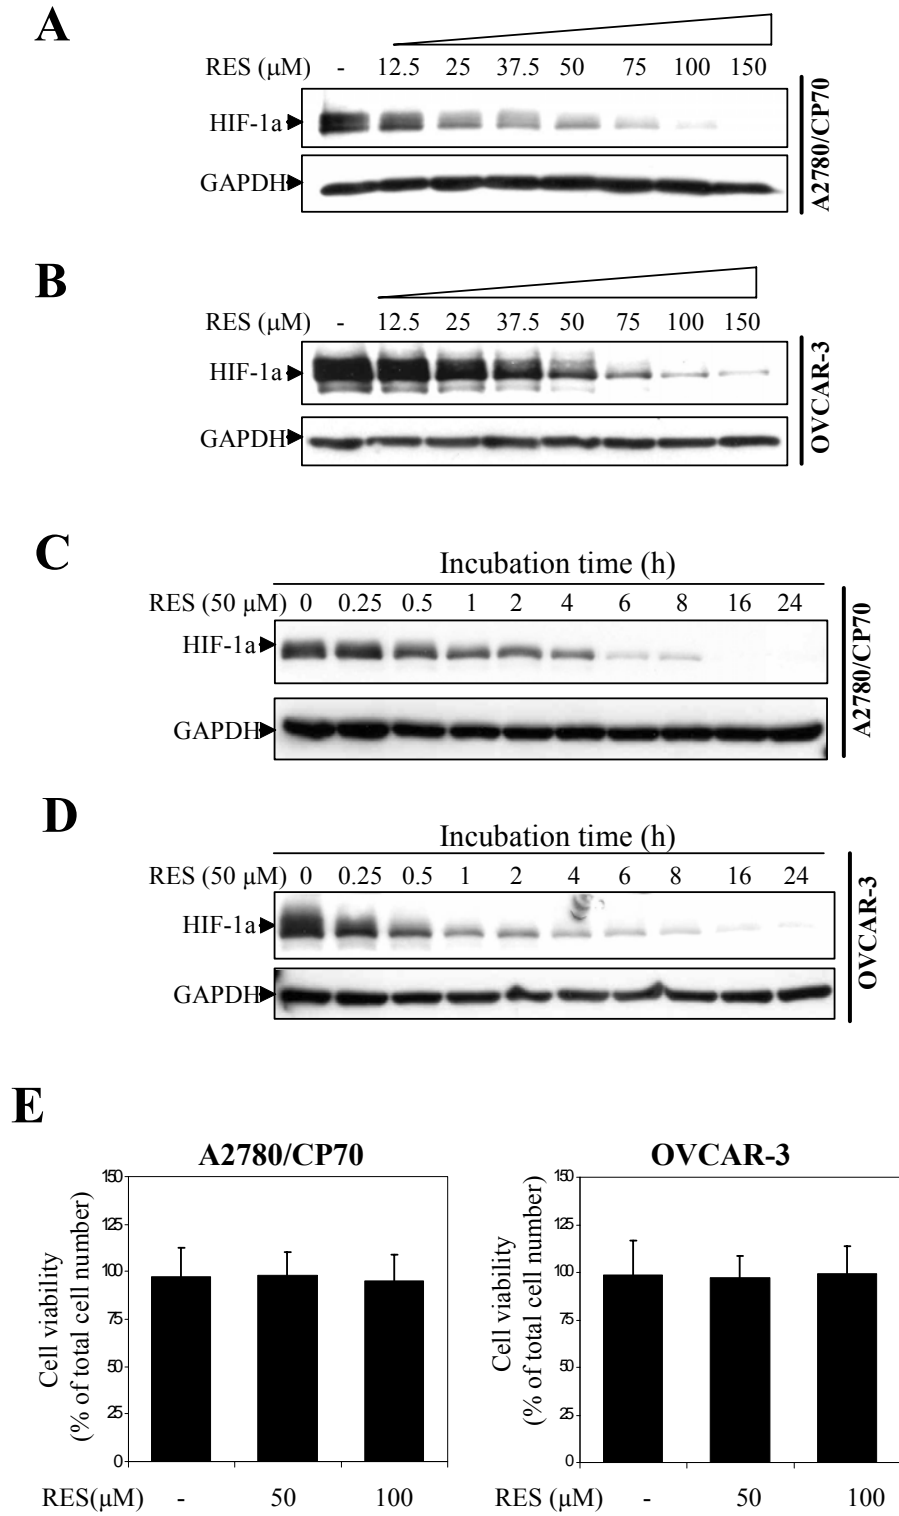 A
RES (μM) - 12.5 25 37.5 50 75 100 150
HIF-1a
GAPDH
A2780/CP70
B
RES (μM) - 12.5 25 37.5 50 75 100 150
HIF-1a
GAPDH
OVCAR-3
C
Incubation time (h)
RES (50 μM) 0 0.25 0.5 1 2 4 6 8 16 24
HIF-1a
GAPDH
A2780/CP70
D
Incubation time (h)
RES (50 μM) 0 0.25 0.5 1 2 4 6 8 16 24
HIF-1a
GAPDH
OVCAR-3
E
A2780/CP70
Cell viability
(% of total cell number)
150
125
100
75
50
25
0
RES(μM) - 50 100
OVCAR-3
Cell viability
(% of total cell number)
150
125
100
75
50
25
0
RES (μM) - 50 100